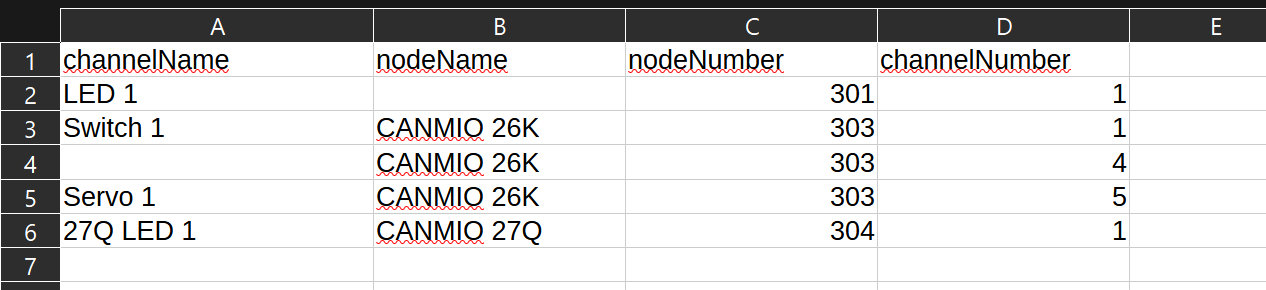 A B C D E
1 channelName nodeName nodeNumber channelNumber
2 LED 1 301 1
3 Switch 1 CANMIO 26K 303 1
4 CANMIO 26K 303 4
5 Servo 1 CANMIO 26K 303 5
6 27Q LED 1 CANMIO 27Q 304 1
7